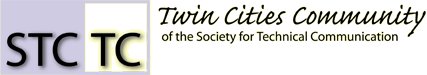 STC TC
Twin Cities Community
of the Society for Technical Communication